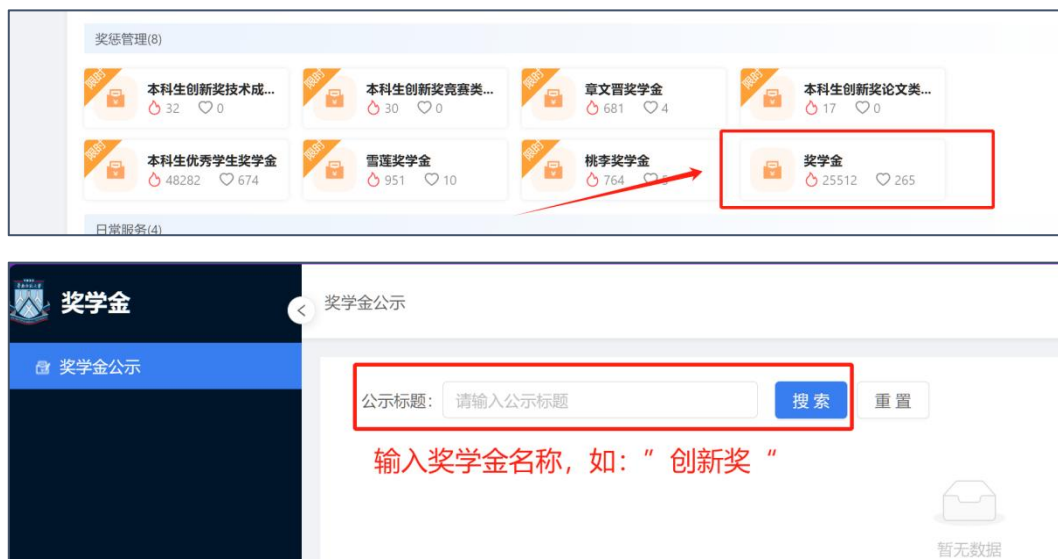 奖惩管理(8)
限时 本科生创新奖技术成... 32 0
限时 本科生创新奖竞赛类... 30 0
限时 章文晋奖学金 681 4
限时 本科生创新奖论文类... 17 0
限时 本科生优秀学生奖学金 48282 674
限时 雪莲奖学金 951 10
限时 桃李奖学金 764
奖学金 25512 265
日常服务(4)
奖学金
奖学金公示
奖学金公示
公示标题: 请输入公示标题 搜 索 重 置
输入奖学金名称，如：”创新奖“
暂无数据